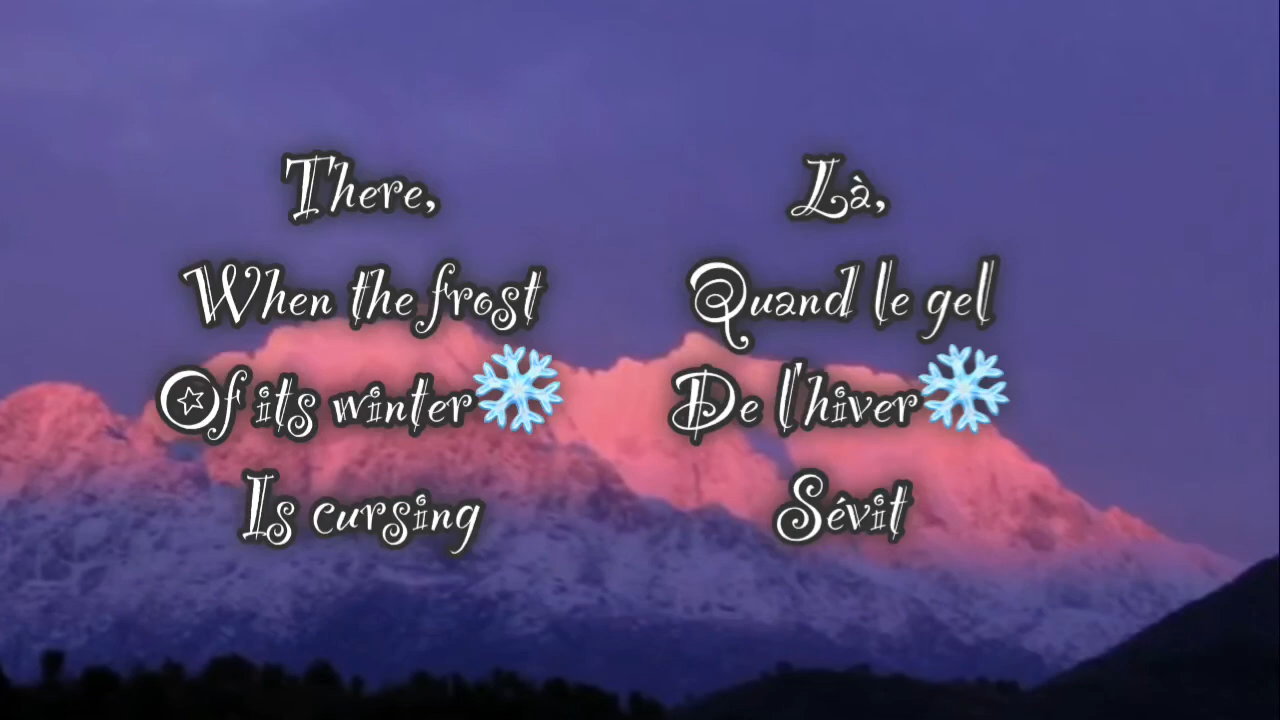 There,
When the frost
Of its winter❄️
Is cursing
Là,
Quand le gel
De l'hiver❄️
Sévit